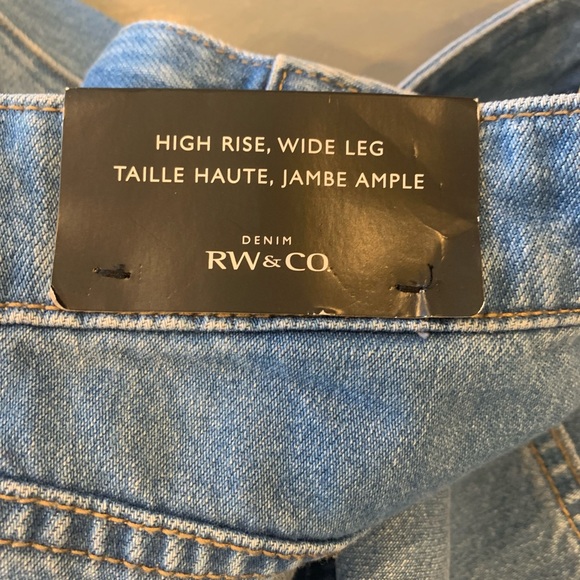 HIGH RISE, WIDE LEG
TAILLE HAUTE, JAMBE AMPLE
DENIM
RW&CO.